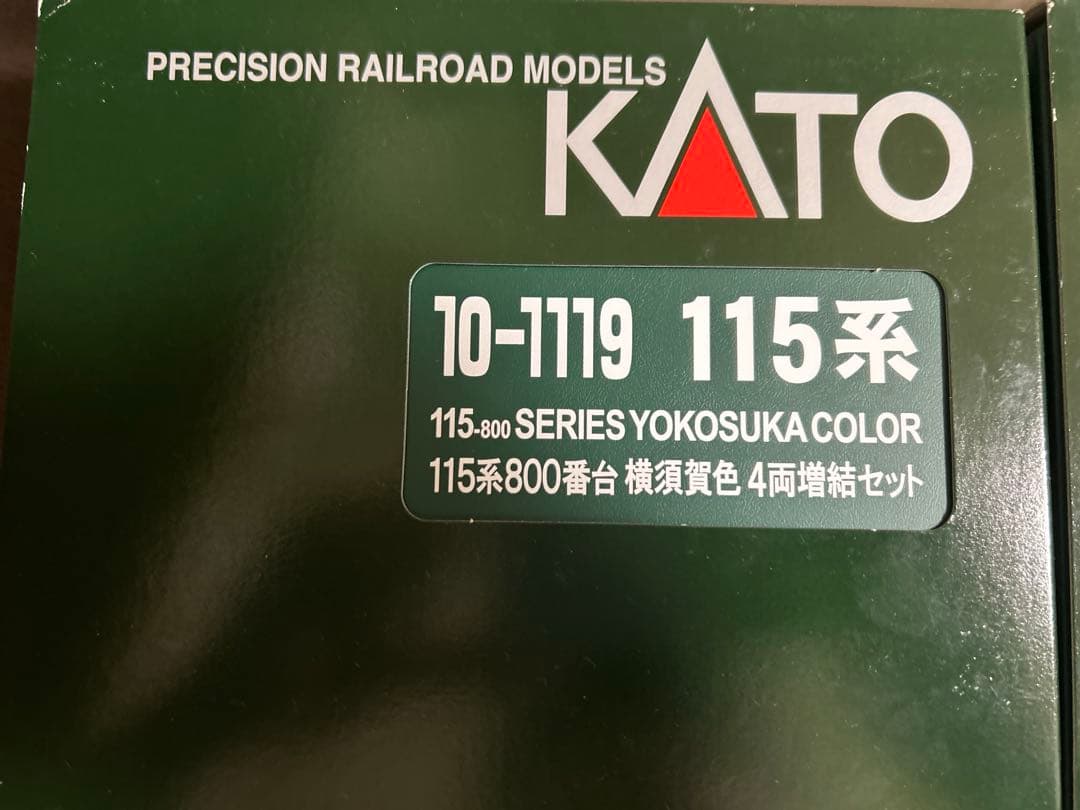 PRECISION RAILROAD MODELS
KATO
10-1119 115系
115-800 SERIES YOKOSUKA COLOR
115系800番台 横須賀色 4両増結セット